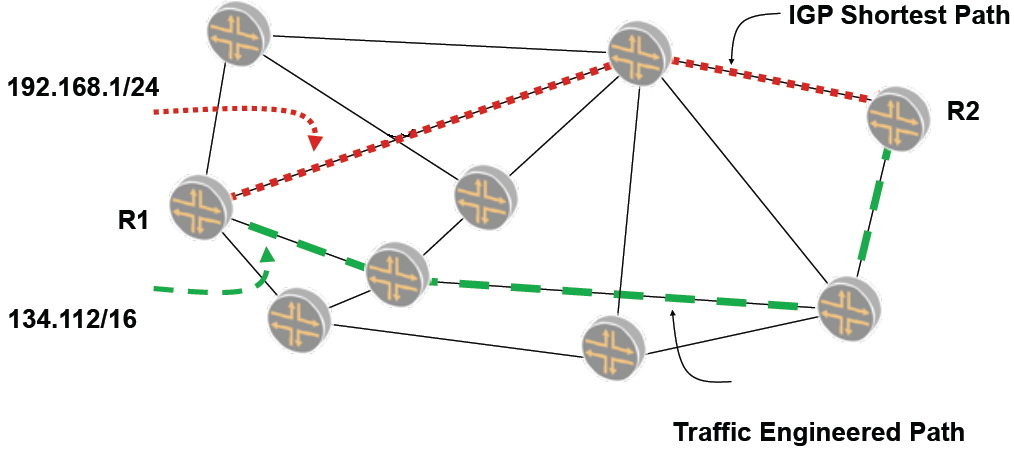 IGP Shortest Path
192.168.1/24
R2
R1
134.112/16
Traffic Engineered Path